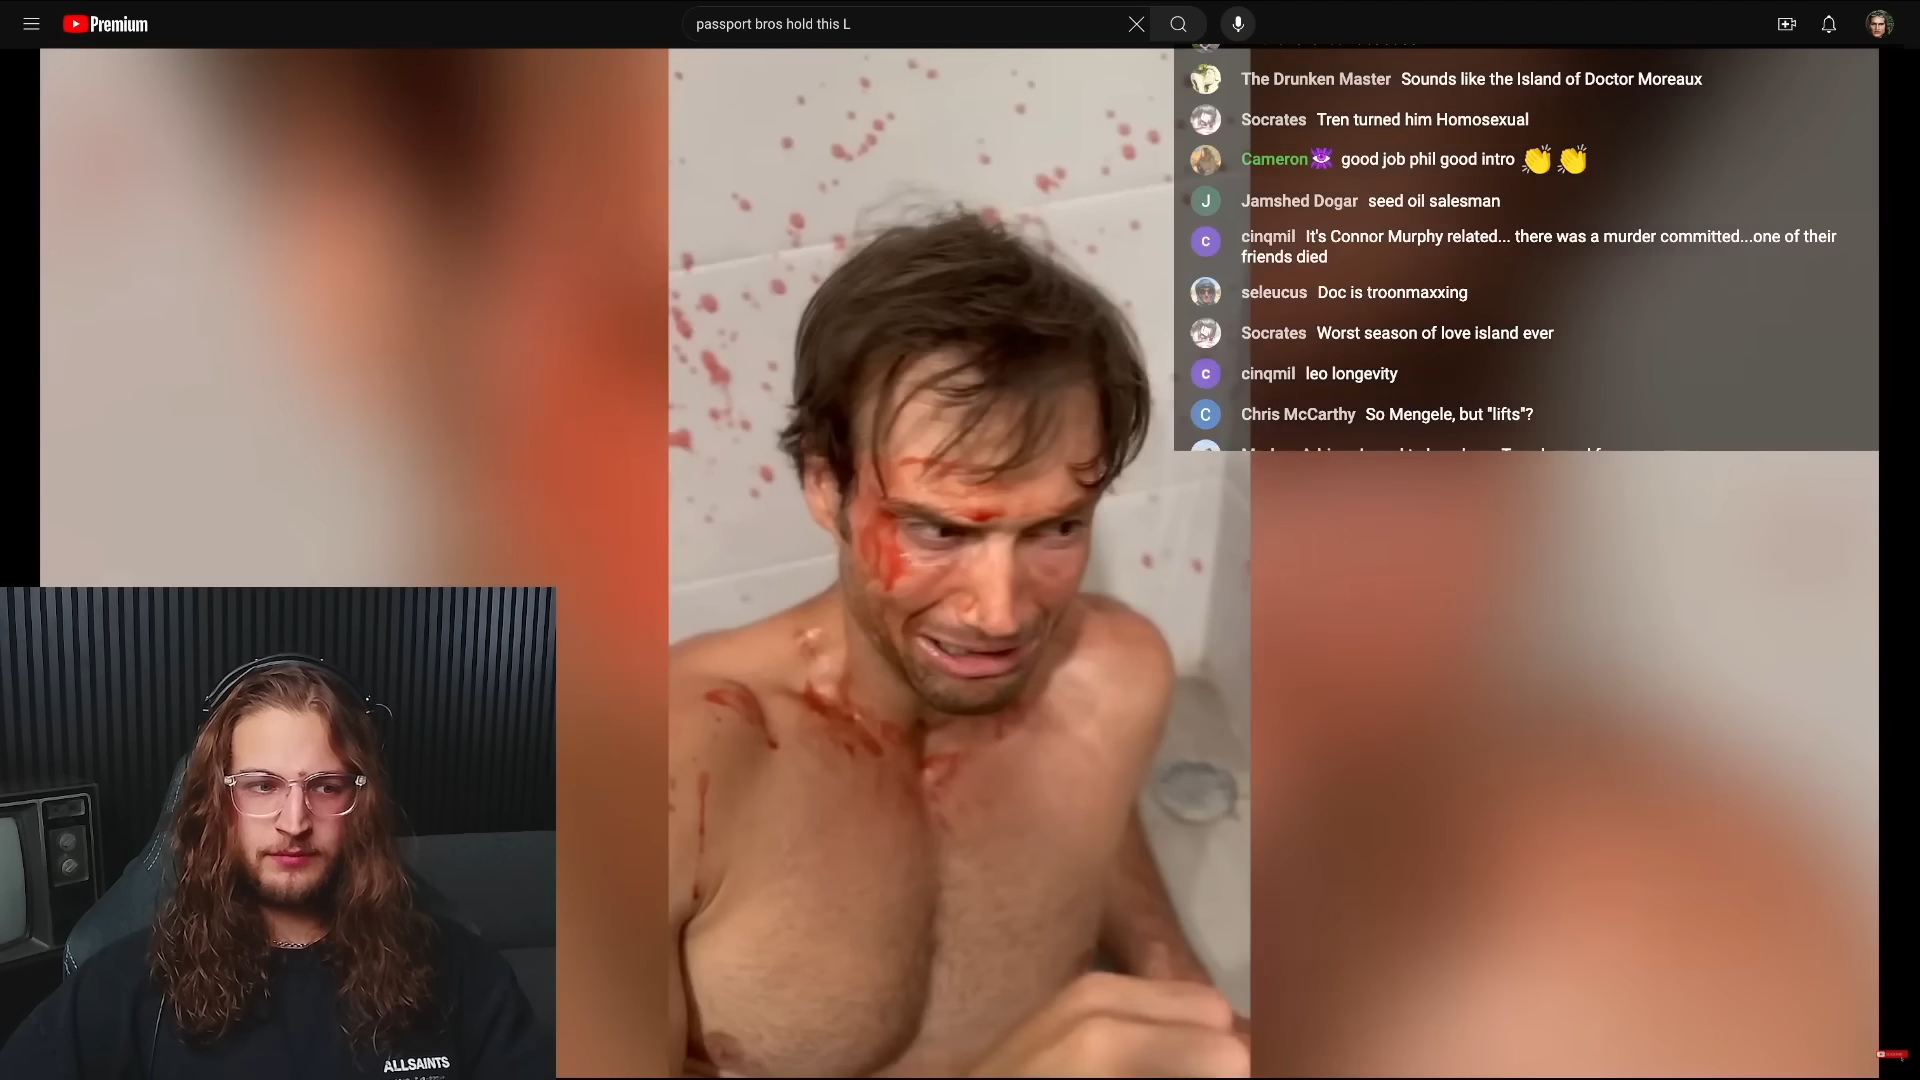 Premium
passport bros hold this L
The Drunken Master Sounds like the Island of Doctor Moreaux
Socrates Tren turned him Homosexual
Cameron good job phil good intro
J Jamshed Dogar seed oil salesman
c cinqmil It's Connor Murphy related... there was a murder committed...one of their
friends died
seleucus Doc is troonmaxxing
Socrates Worst season of love island ever
c cinqmil leo longevity
C Chris McCarthy So Mengele, but "lifts"?
ALLSAINTS